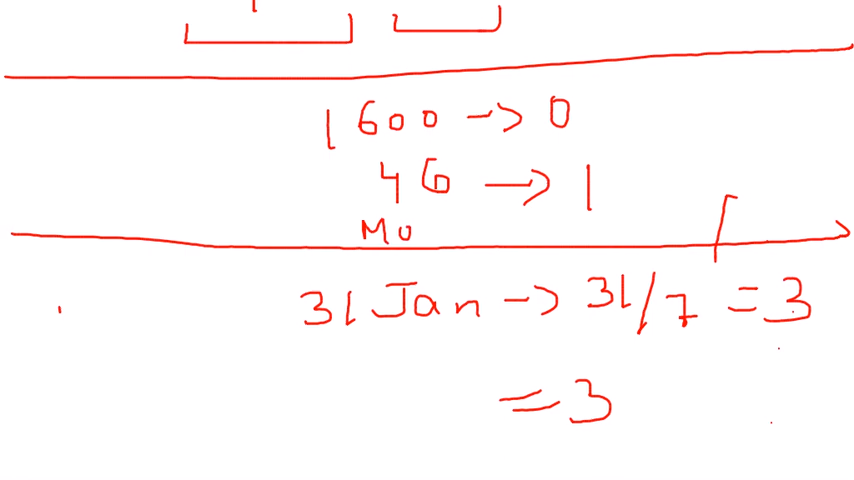 1600 -> 0
46 -> 1
Mo
31 Jan -> 31/7 = 3
= 3